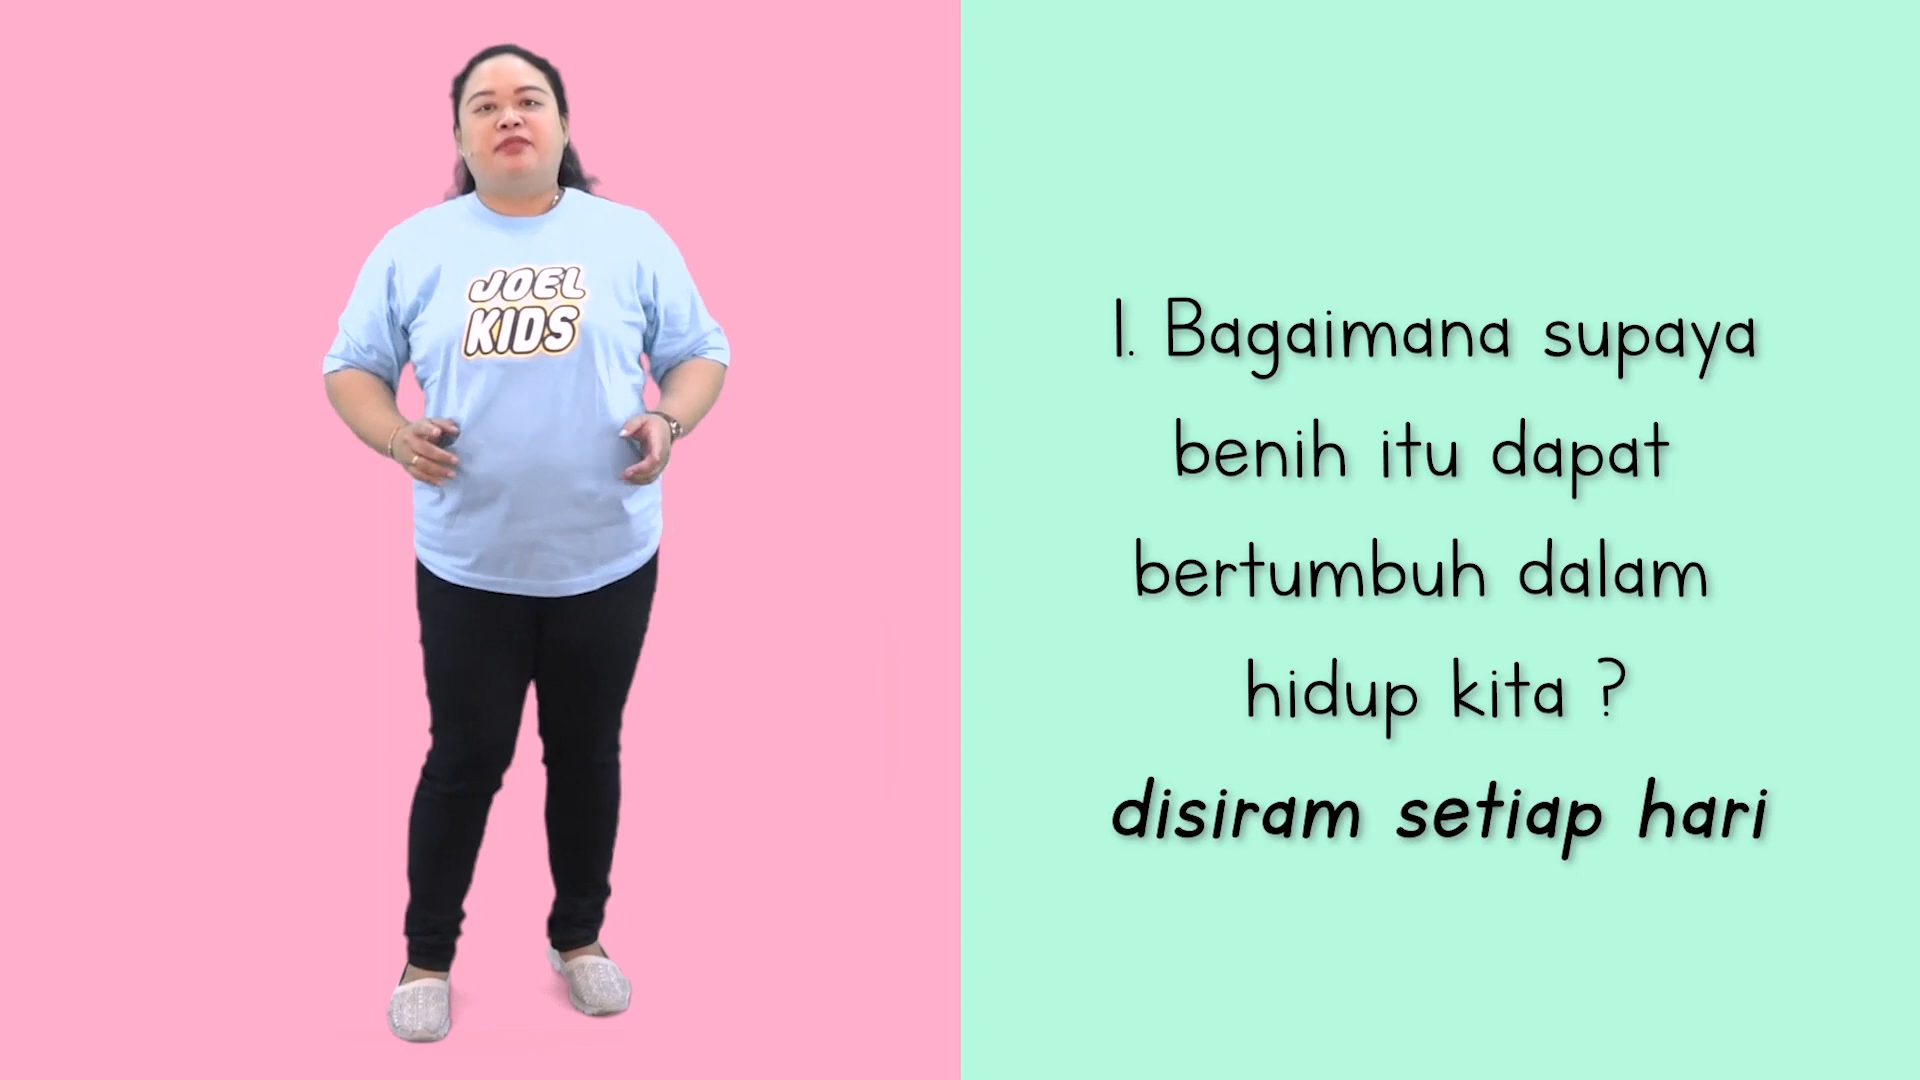 JOEL
KIDS
1. Bagaimana supaya
benih itu dapat
bertumbuh dalam
hidup kita ?
disiram setiap hari